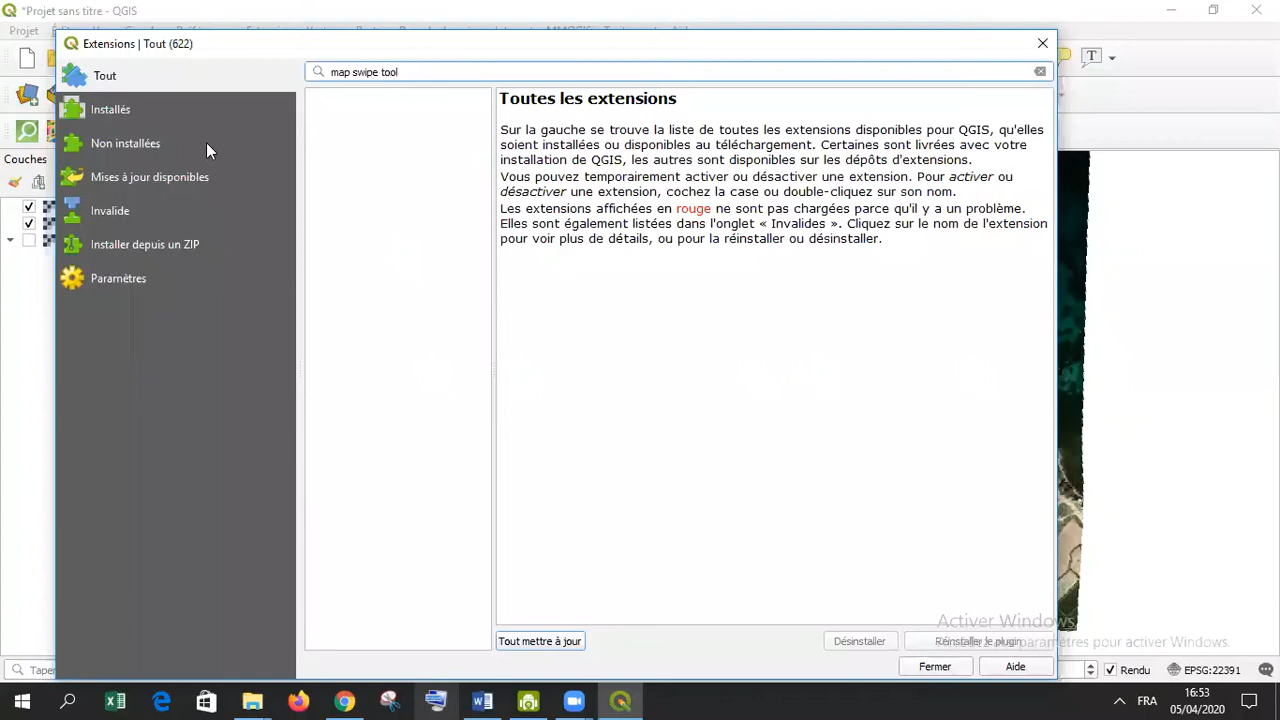 *Projet sans titre - QGIS
Projet
Extensions | Tout (622)
Tout
map swipe tool
Installés
Non installées
Mises à jour disponibles
Invalide
Installer depuis un ZIP
Paramètres
Couches
Toutes les extensions
Sur la gauche se trouve la liste de toutes les extensions disponibles pour QGIS, qu'elles
soient installées ou disponibles au téléchargement. Certaines sont livrées avec votre
installation de QGIS, les autres sont disponibles sur les dépôts d'extensions.
Vous pouvez temporairement activer ou désactiver une extension. Pour activer ou
désactiver une extension, cochez la case ou double-cliquez sur son nom.
Les extensions affichées en rouge ne sont pas chargées parce qu'il y a un problème.
Elles sont également listées dans l'onglet « Invalides ». Cliquez sur le nom de l'extension
pour voir plus de détails, ou pour la réinstaller ou désinstaller.
Activer Windows
paramètres pour activer Windows.
Tout mettre à jour
Désinstaller
Réinstaller le plugin
Fermer
Aide
Taper
Rendu
EPSG:22391
FRA
16:53
05/04/2020